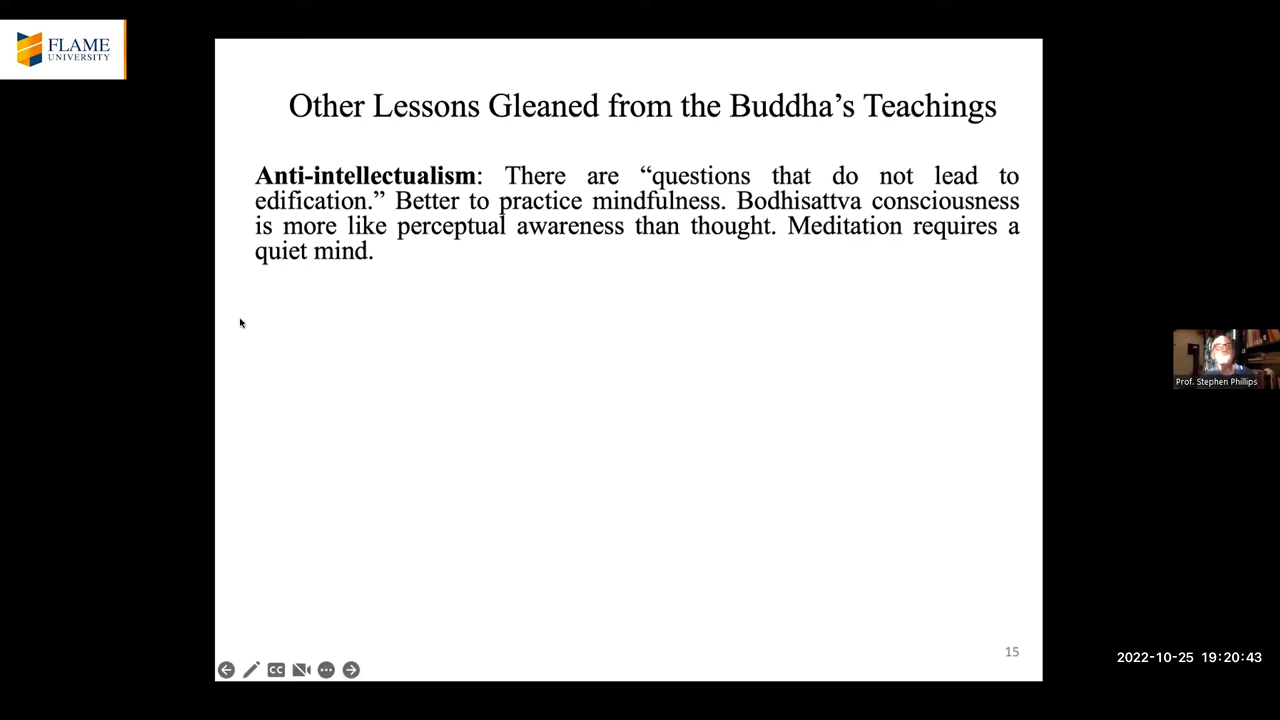 FLAME
UNIVERSITY
Other Lessons Gleaned from the Buddha’s Teachings
Anti-intellectualism: There are “questions that do not lead to
edification.” Better to practice mindfulness. Bodhisattva consciousness
is more like perceptual awareness than thought. Meditation requires a
quiet mind.
Prof. Stephen Phillips
15
2022-10-25 19:20:43
CC